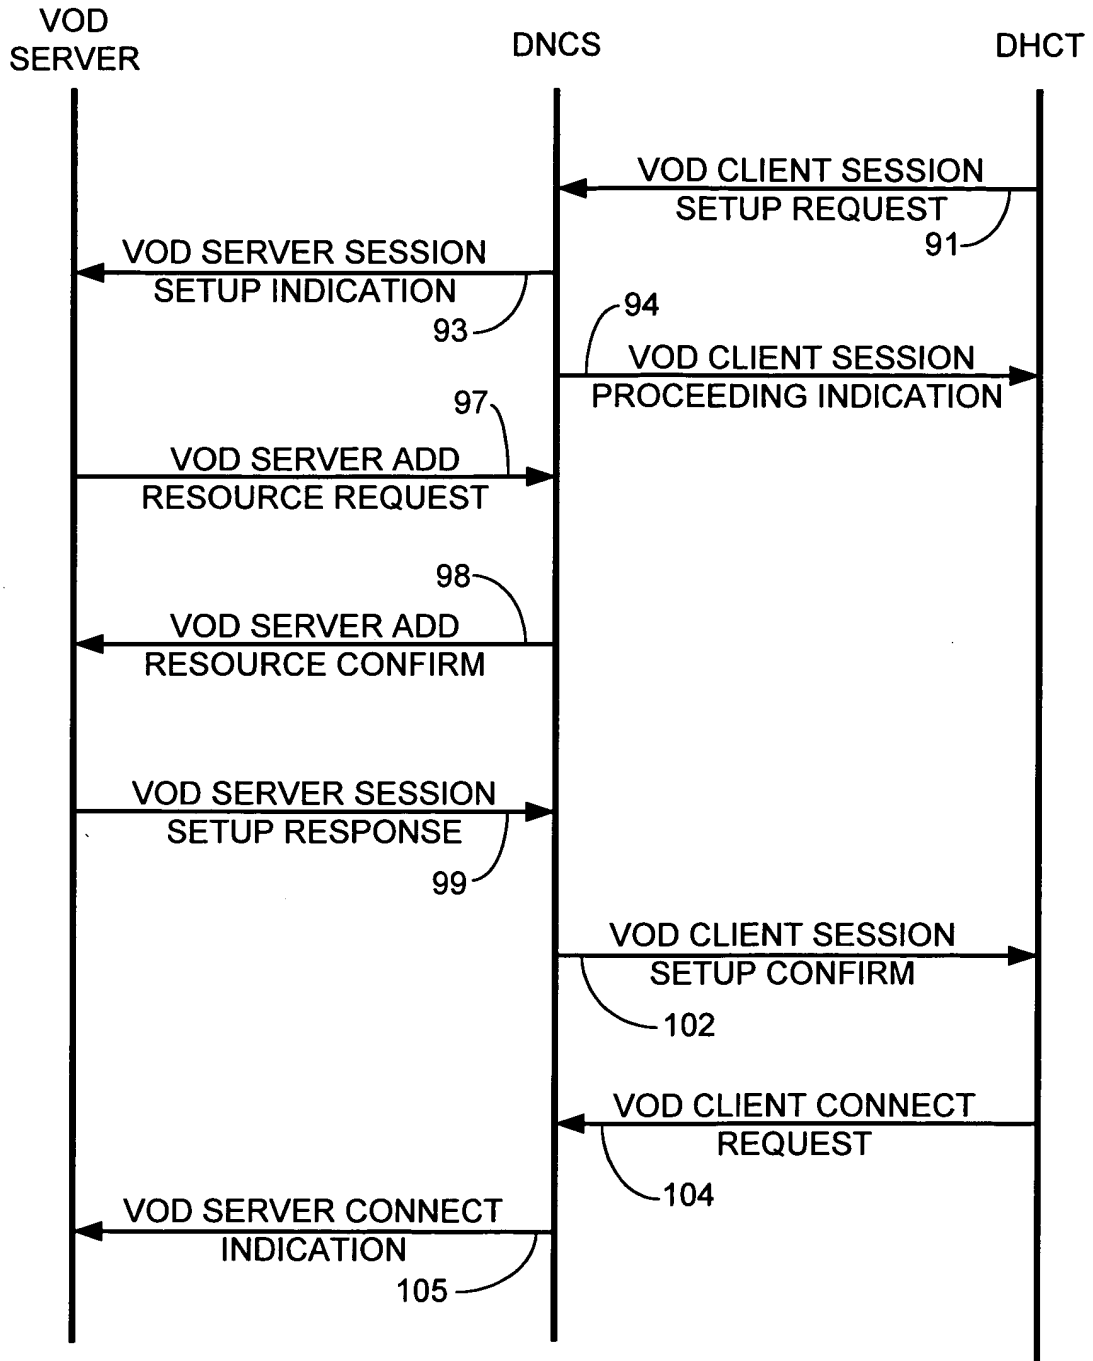 VOD
SERVER
DNCS
DHCT
VOD CLIENT SESSION
SETUP REQUEST
91
VOD SERVER SESSION
SETUP INDICATION
93
94
VOD CLIENT SESSION
PROCEEDING INDICATION
97
VOD SERVER ADD
RESOURCE REQUEST
98
VOD SERVER ADD
RESOURCE CONFIRM
VOD SERVER SESSION
SETUP RESPONSE
99
VOD CLIENT SESSION
SETUP CONFIRM
102
VOD CLIENT CONNECT
REQUEST
104
VOD SERVER CONNECT
INDICATION
105